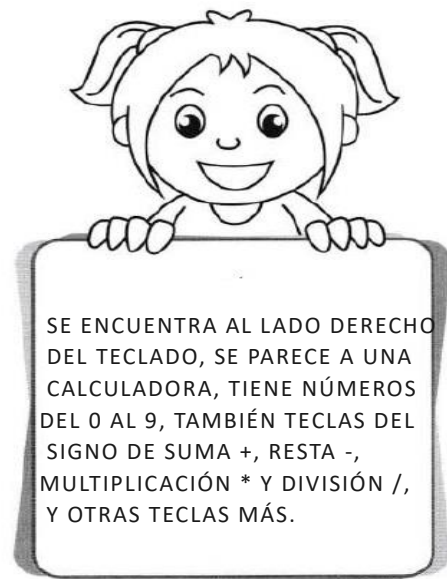 SE ENCUENTRA AL LADO DERECHO
DEL TECLADO, SE PARECE A UNA
CALCULADORA, TIENE NÚMEROS
DEL 0 AL 9, TAMBIÉN TECLAS DEL
SIGNO DE SUMA +, RESTA -,
MULTIPLICACIÓN * Y DIVISIÓN /,
Y OTRAS TECLAS MÁS.